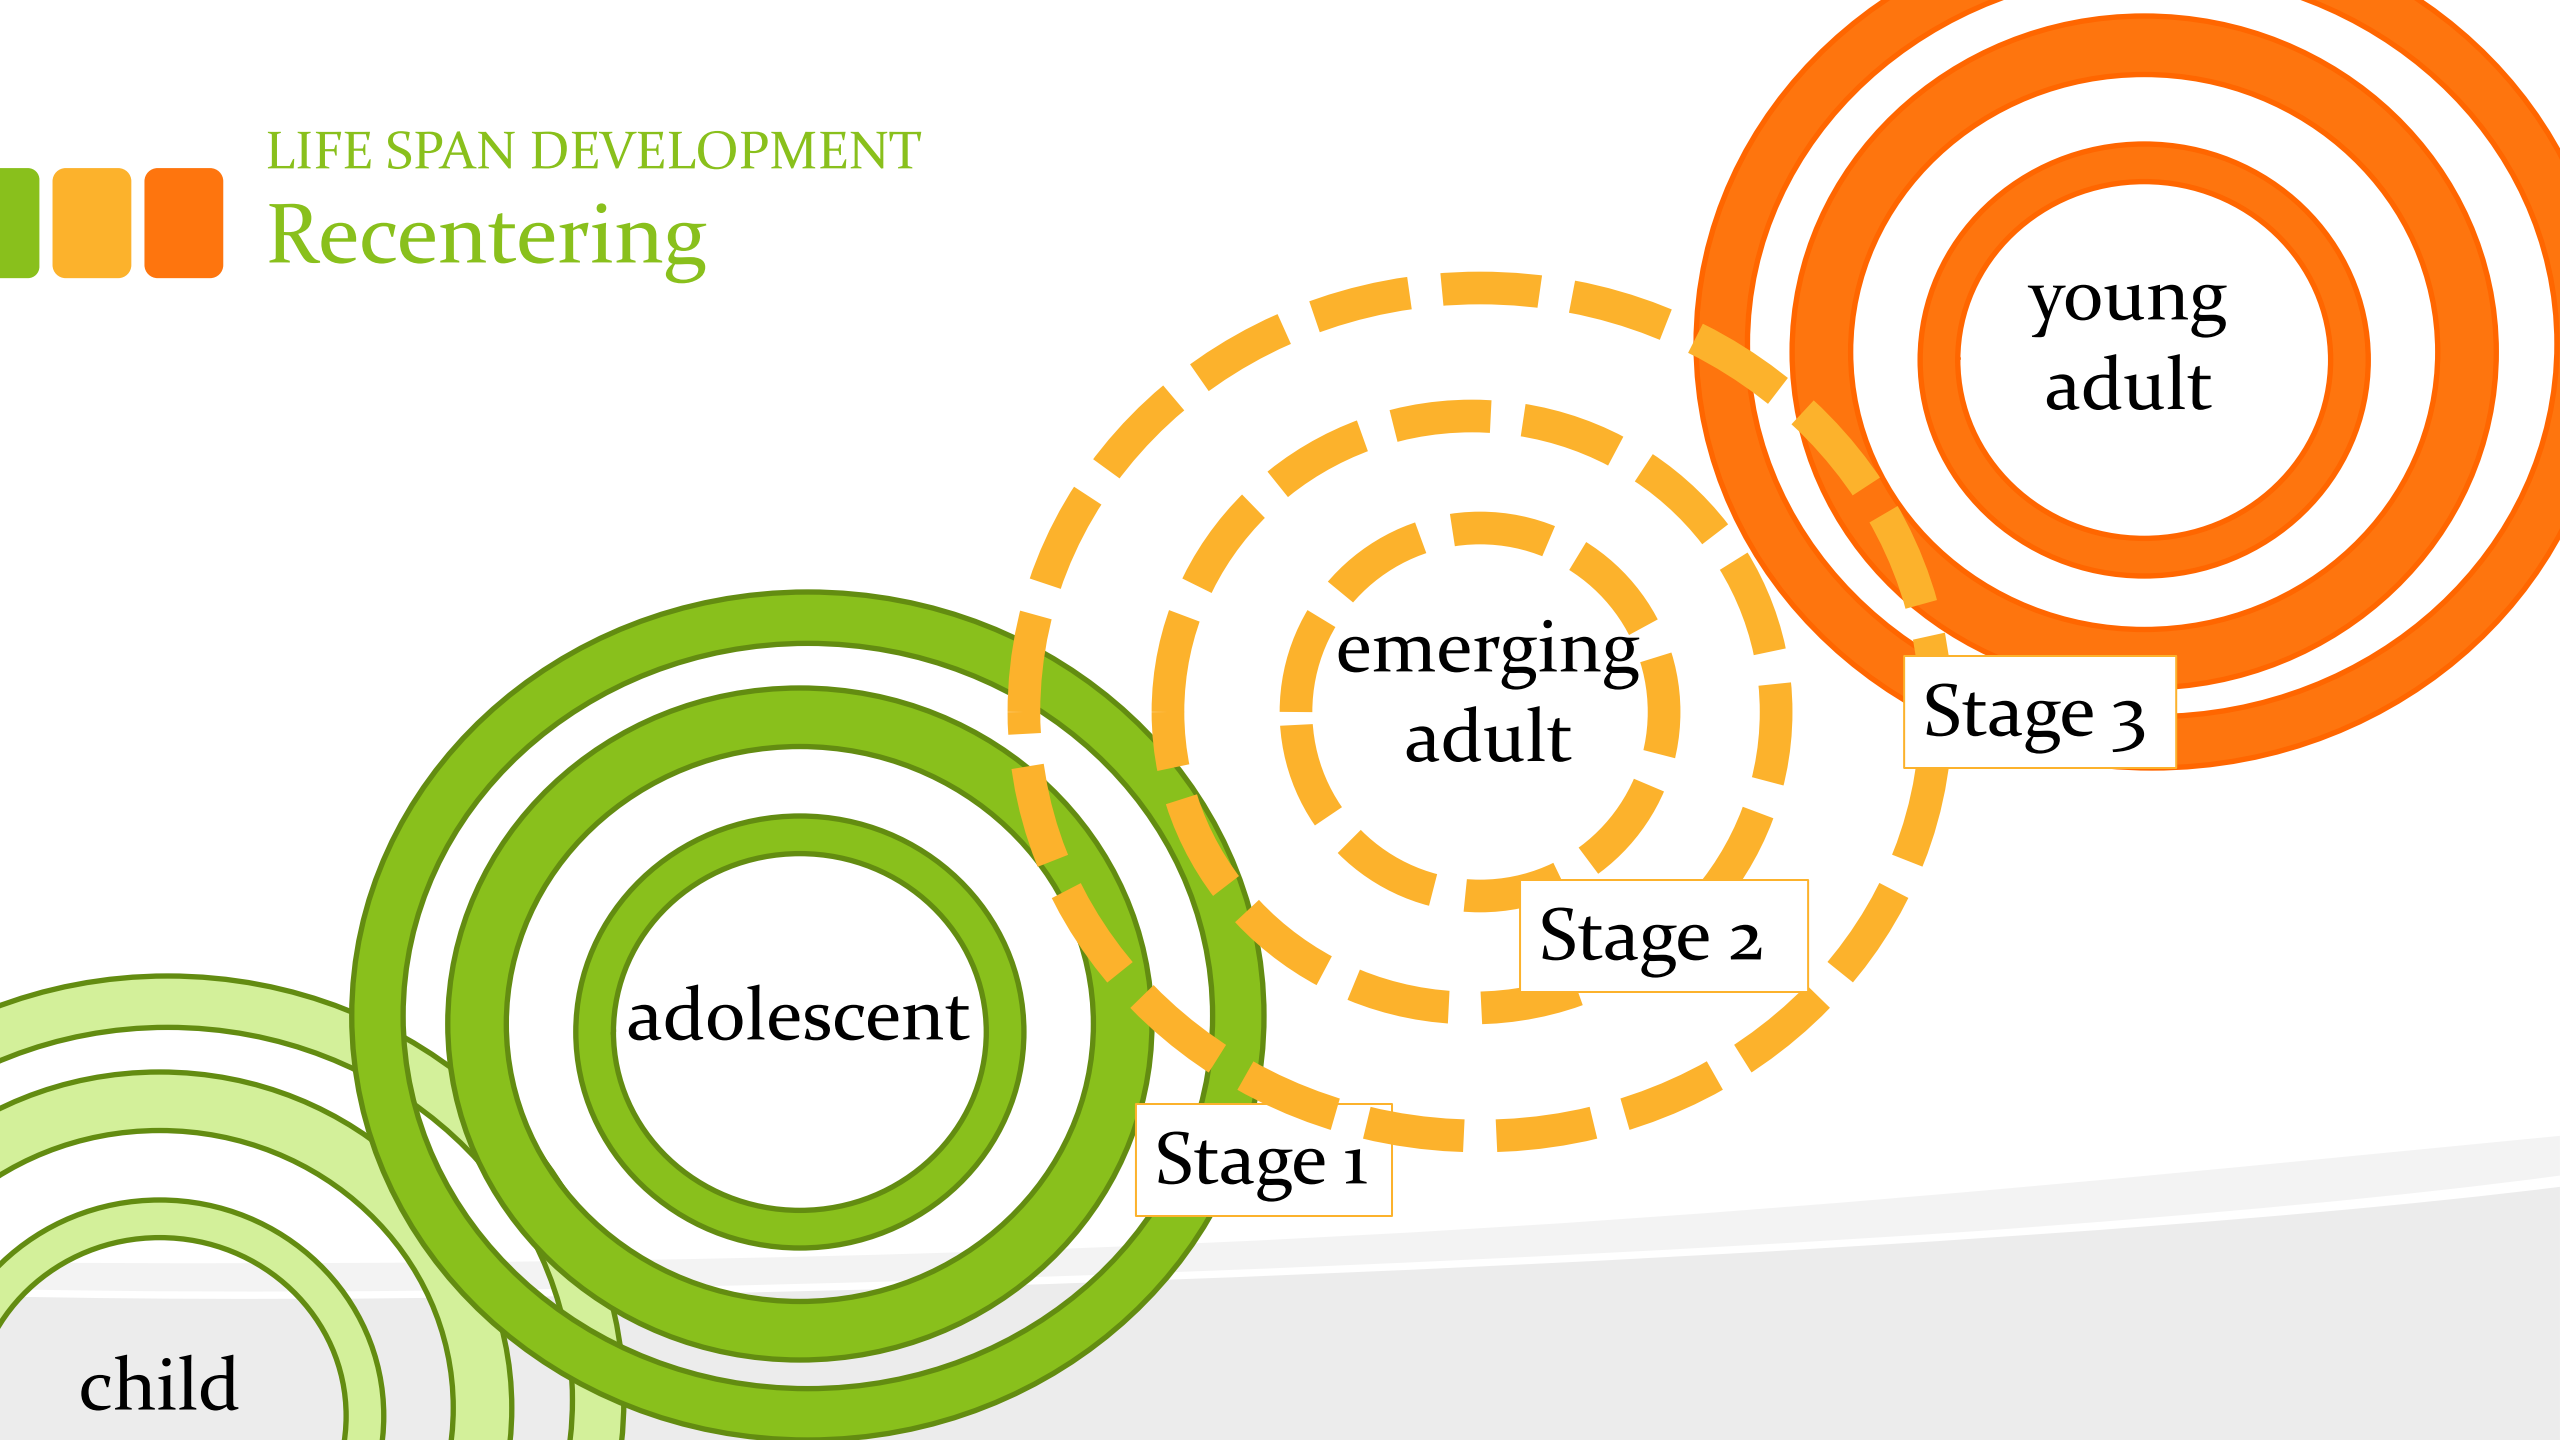 LIFE SPAN DEVELOPMENT
Recentering
young
adult
emerging
adult
Stage 3
Stage 2
adolescent
Stage 1
child